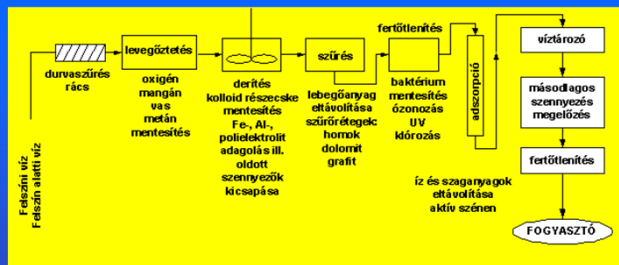 Felszíni víz
Felszín alatti víz
durvaszűrés
rács
levegőztetés
oxigén
mangán
vas
metán
mentesítés
derítés
kolloid részecske
mentesítés
Fe-, Al-,
polielektrolit
adagolás ill.
oldott
szennyezők
kicsapása
szűrés
lebegőanyag
eltávolítása
szűrőrétegek:
homok
dolomit
grafit
fertőtlenítés
baktérium
mentesítés
ózonozás
UV
klórozás
adszorpció
íz és szaganyagok
eltávolítása
aktív szénen
víztározó
másodlagos
szennyezés
megelőzés
fertőtlenítés
FOGYASZTÓ